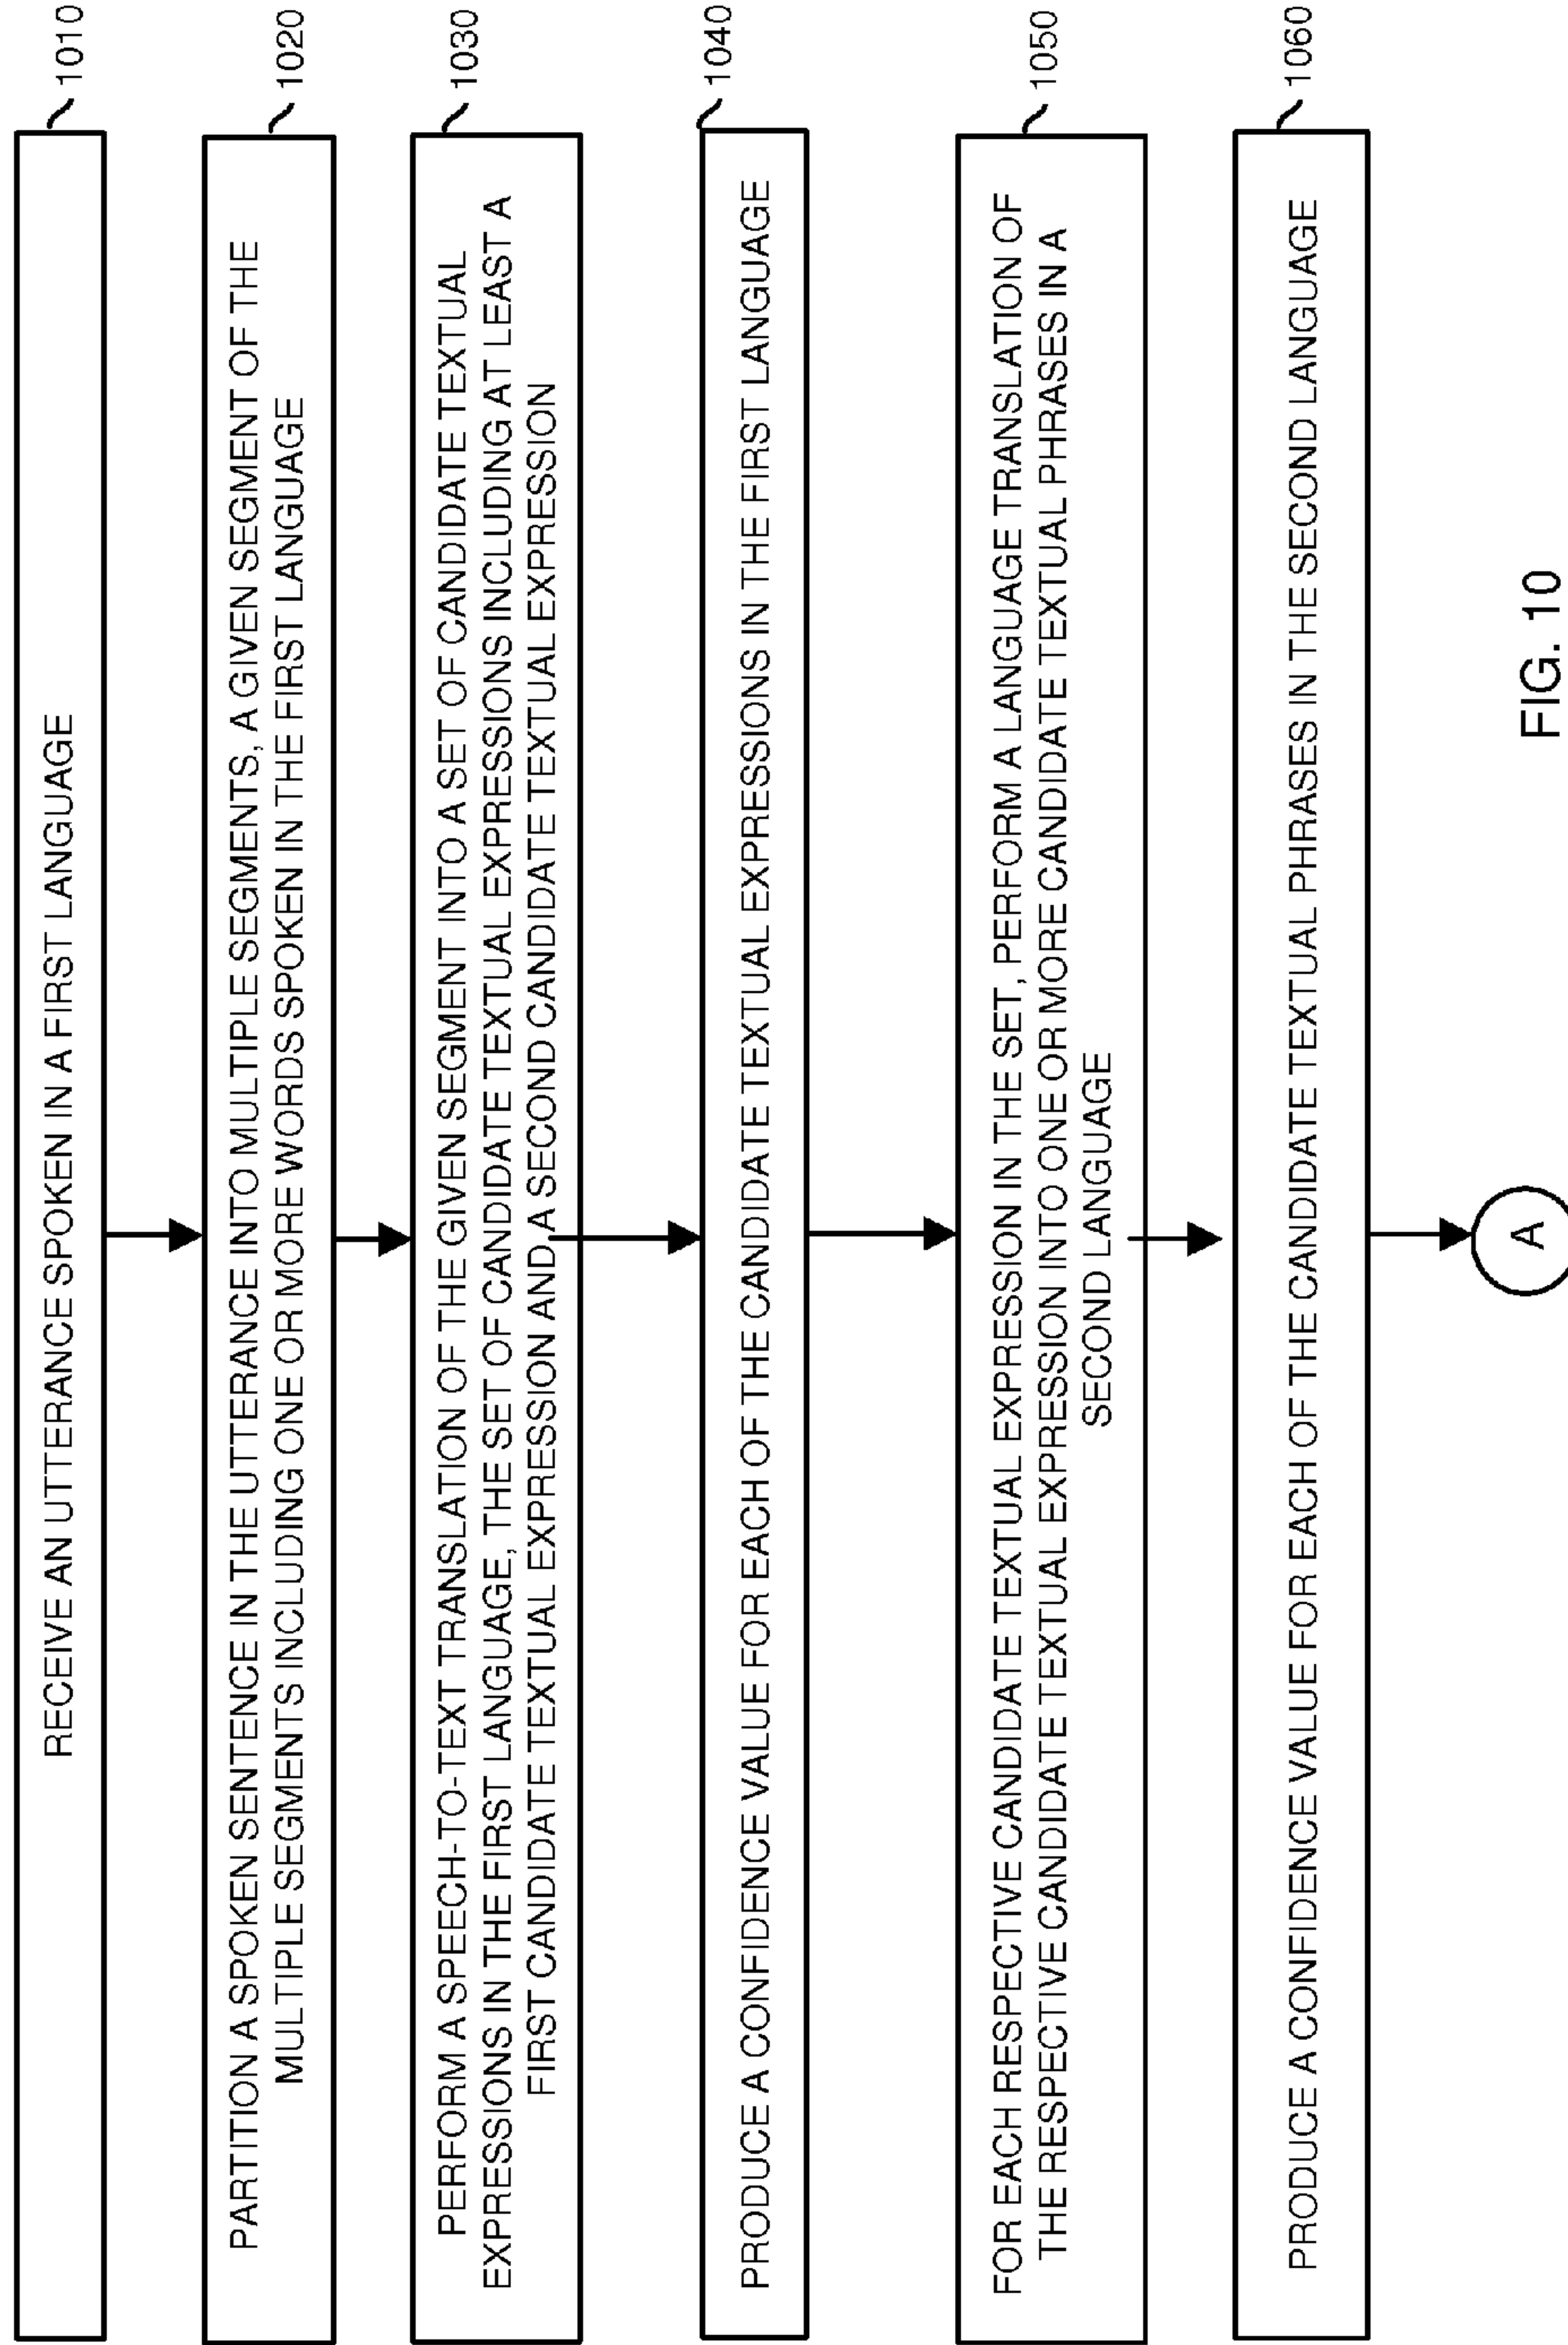 RECEIVE AN UTTERANCE SPOKEN IN A FIRST LANGUAGE
1010
PARTITION A SPOKEN SENTENCE IN THE UTTERANCE INTO MULTIPLE SEGMENTS, A GIVEN SEGMENT OF THE
MULTIPLE SEGMENTS INCLUDING ONE OR MORE WORDS SPOKEN IN THE FIRST LANGUAGE
1020
PERFORM A SPEECH-TO-TEXT TRANSLATION OF THE GIVEN SEGMENT INTO A SET OF CANDIDATE TEXTUAL
EXPRESSIONS IN THE FIRST LANGUAGE, THE SET OF CANDIDATE TEXTUAL EXPRESSIONS INCLUDING AT LEAST A
FIRST CANDIDATE TEXTUAL EXPRESSION AND A SECOND CANDIDATE TEXTUAL EXPRESSION
1030
PRODUCE A CONFIDENCE VALUE FOR EACH OF THE CANDIDATE TEXTUAL EXPRESSIONS IN THE FIRST LANGUAGE
1040
FOR EACH RESPECTIVE CANDIDATE TEXTUAL EXPRESSION IN THE SET, PERFORM A LANGUAGE TRANSLATION OF
THE RESPECTIVE CANDIDATE TEXTUAL EXPRESSION INTO ONE OR MORE CANDIDATE TEXTUAL PHRASES IN A
SECOND LANGUAGE
1050
PRODUCE A CONFIDENCE VALUE FOR EACH OF THE CANDIDATE TEXTUAL PHRASES IN THE SECOND LANGUAGE
1060
A
FIG. 10